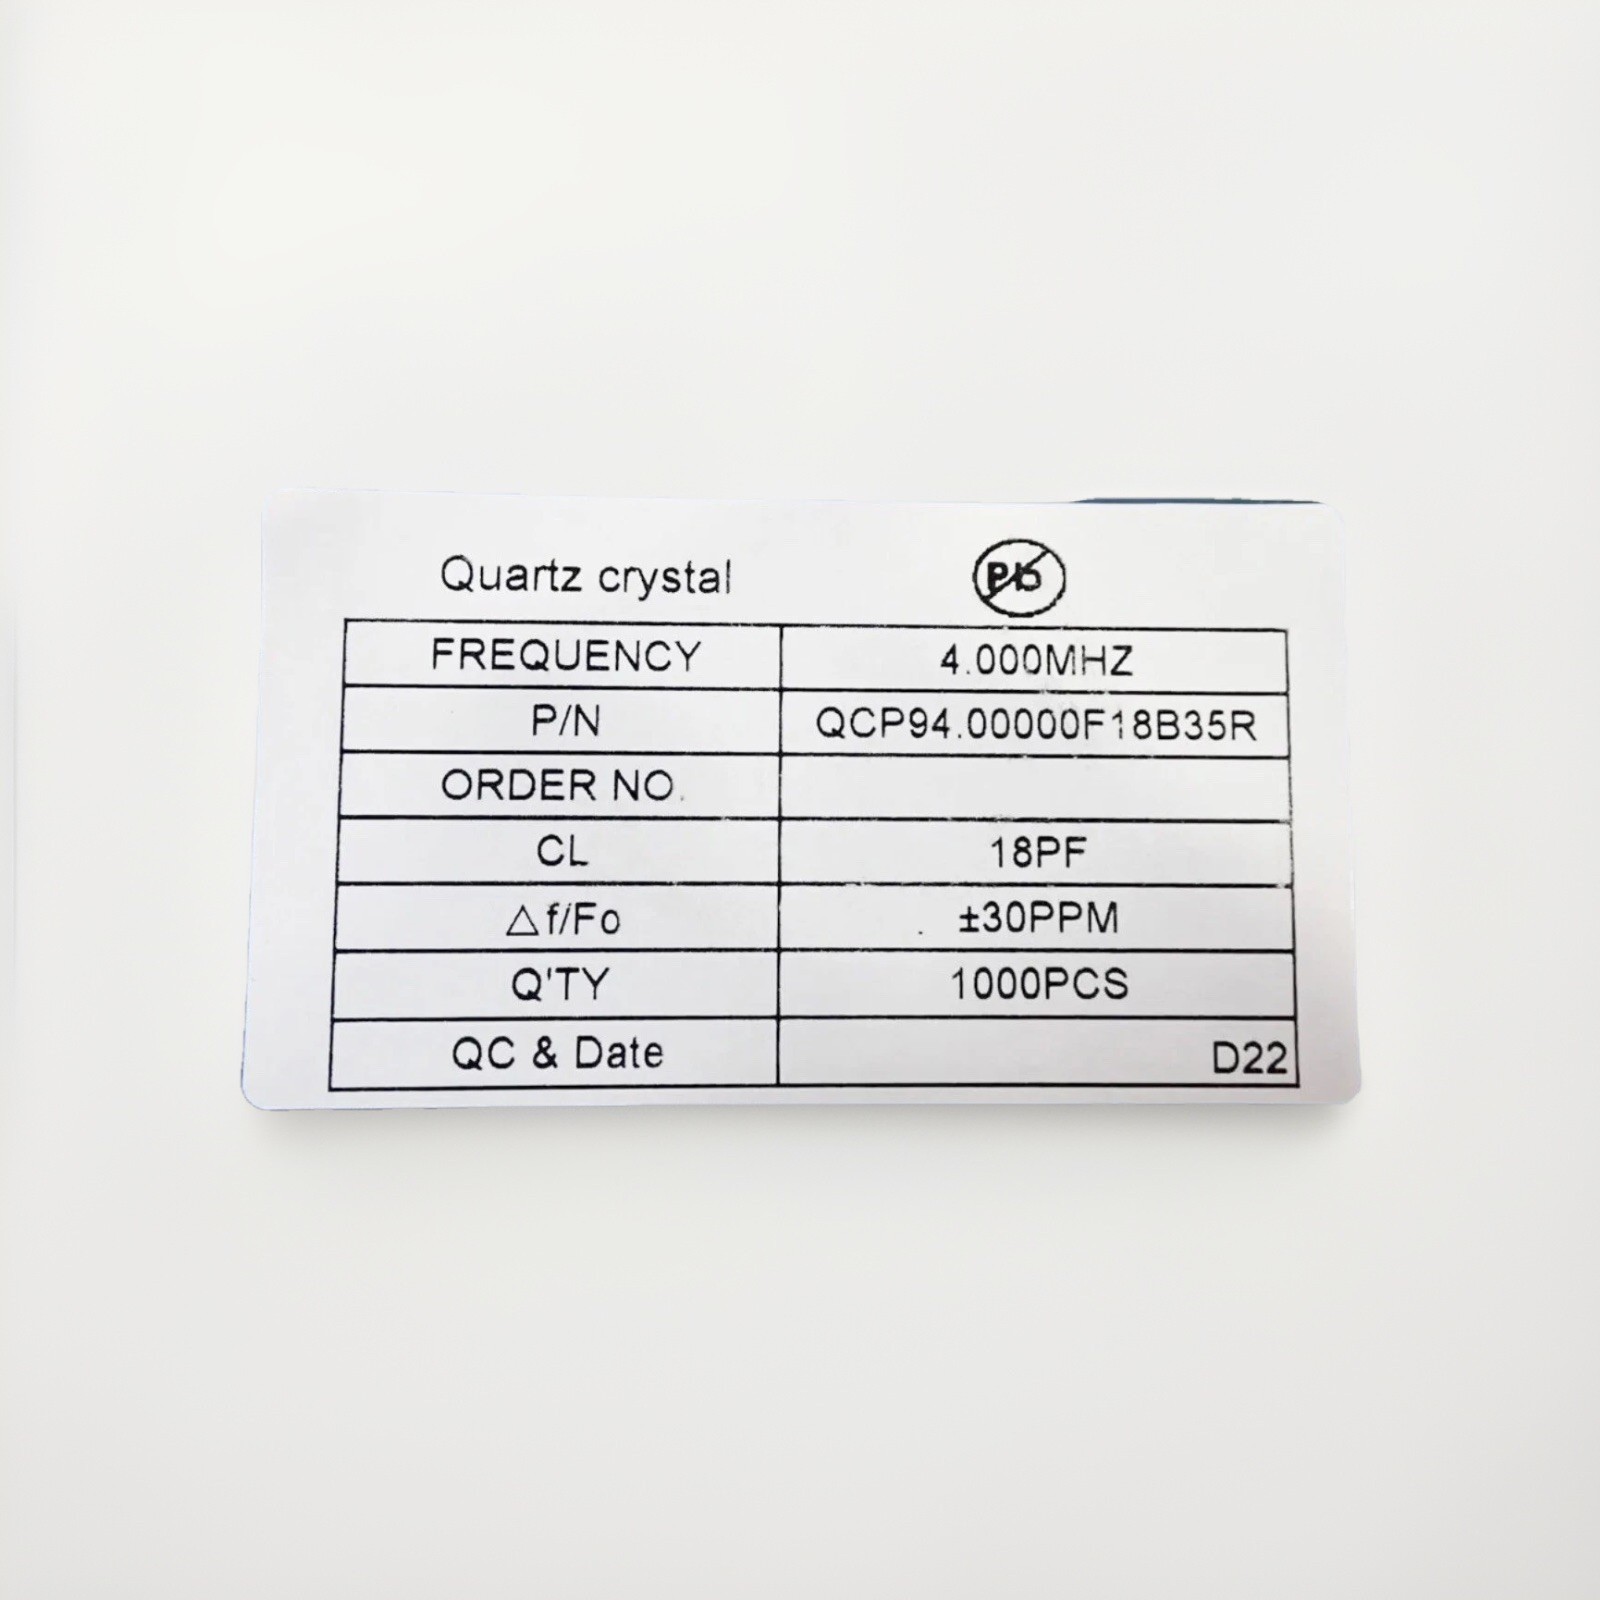 Quartz crystal Pb
FREQUENCY 4.000MHZ
P/N QCP94.00000F18B35R
ORDER NO.
CL 18PF
△f/Fo ±30PPM
Q'TY 1000PCS
QC & Date D22